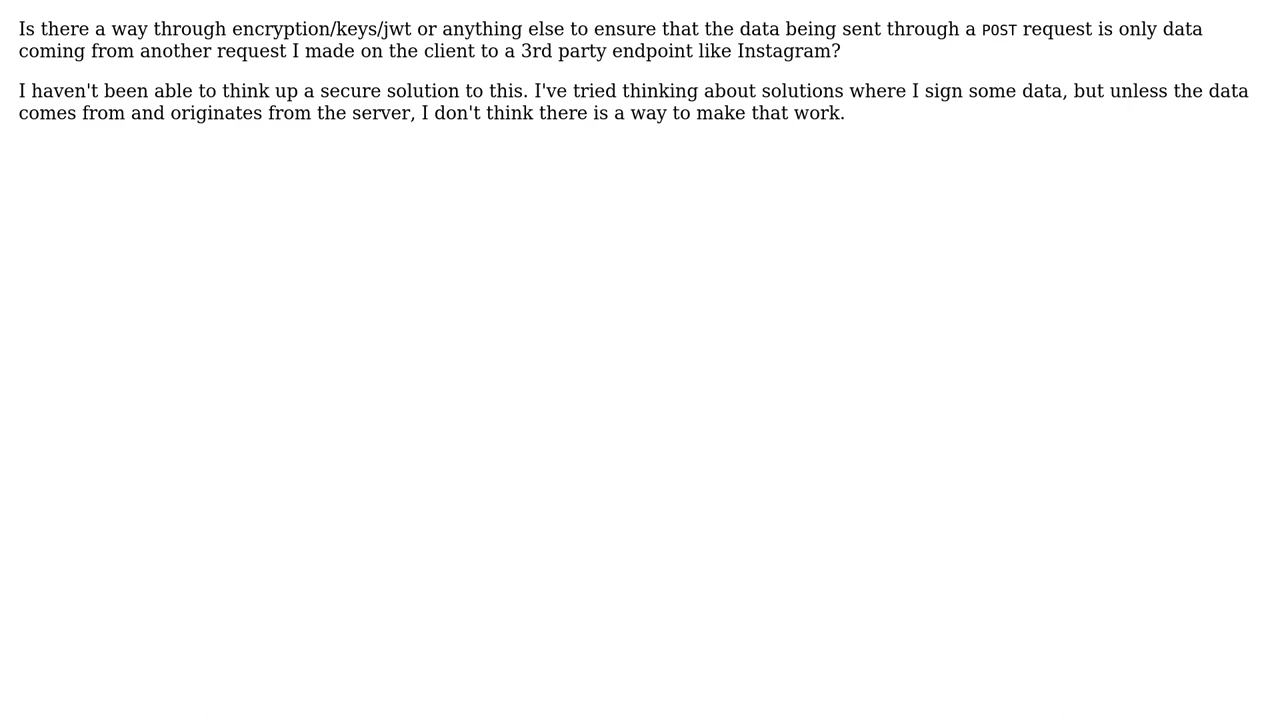 Is there a way through encryption/keys/jwt or anything else to ensure that the data being sent through a POST request is only data
coming from another request I made on the client to a 3rd party endpoint like Instagram?
I haven't been able to think up a secure solution to this. I've tried thinking about solutions where I sign some data, but unless the data
comes from and originates from the server, I don't think there is a way to make that work.